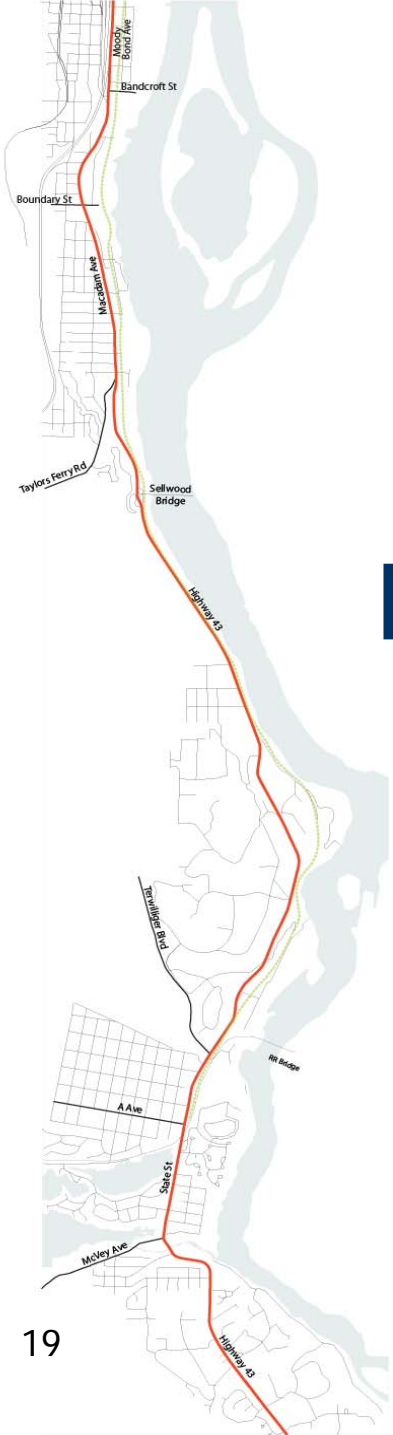 Moody
Bond Ave
Bandcroft St
Boundary St
Macadam Ave
Taylors Ferry Rd
Sellwood
Bridge
Highway 43
Terwilliger Blvd
RR Bridge
A Ave
State St
McVey Ave
19
Highway 43